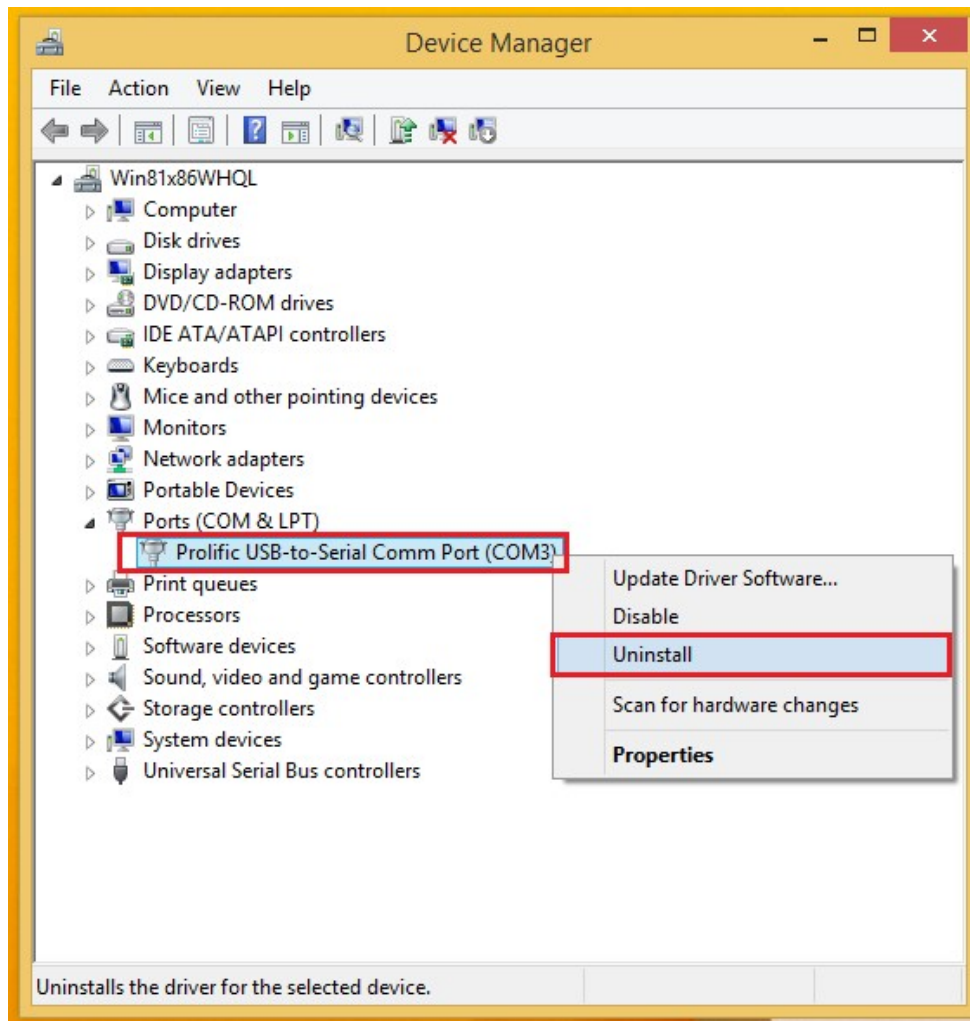 Device Manager
File Action View Help
Win81x86WHQL
Computer
Disk drives
Display adapters
DVD/CD-ROM drives
IDE ATA/ATAPI controllers
Keyboards
Mice and other pointing devices
Monitors
Network adapters
Portable Devices
Ports (COM & LPT)
Prolific USB-to-Serial Comm Port (COM3)
Print queues
Processors
Software devices
Sound, video and game controllers
Storage controllers
System devices
Universal Serial Bus controllers
Update Driver Software...
Disable
Uninstall
Scan for hardware changes
Properties
Uninstalls the driver for the selected device.